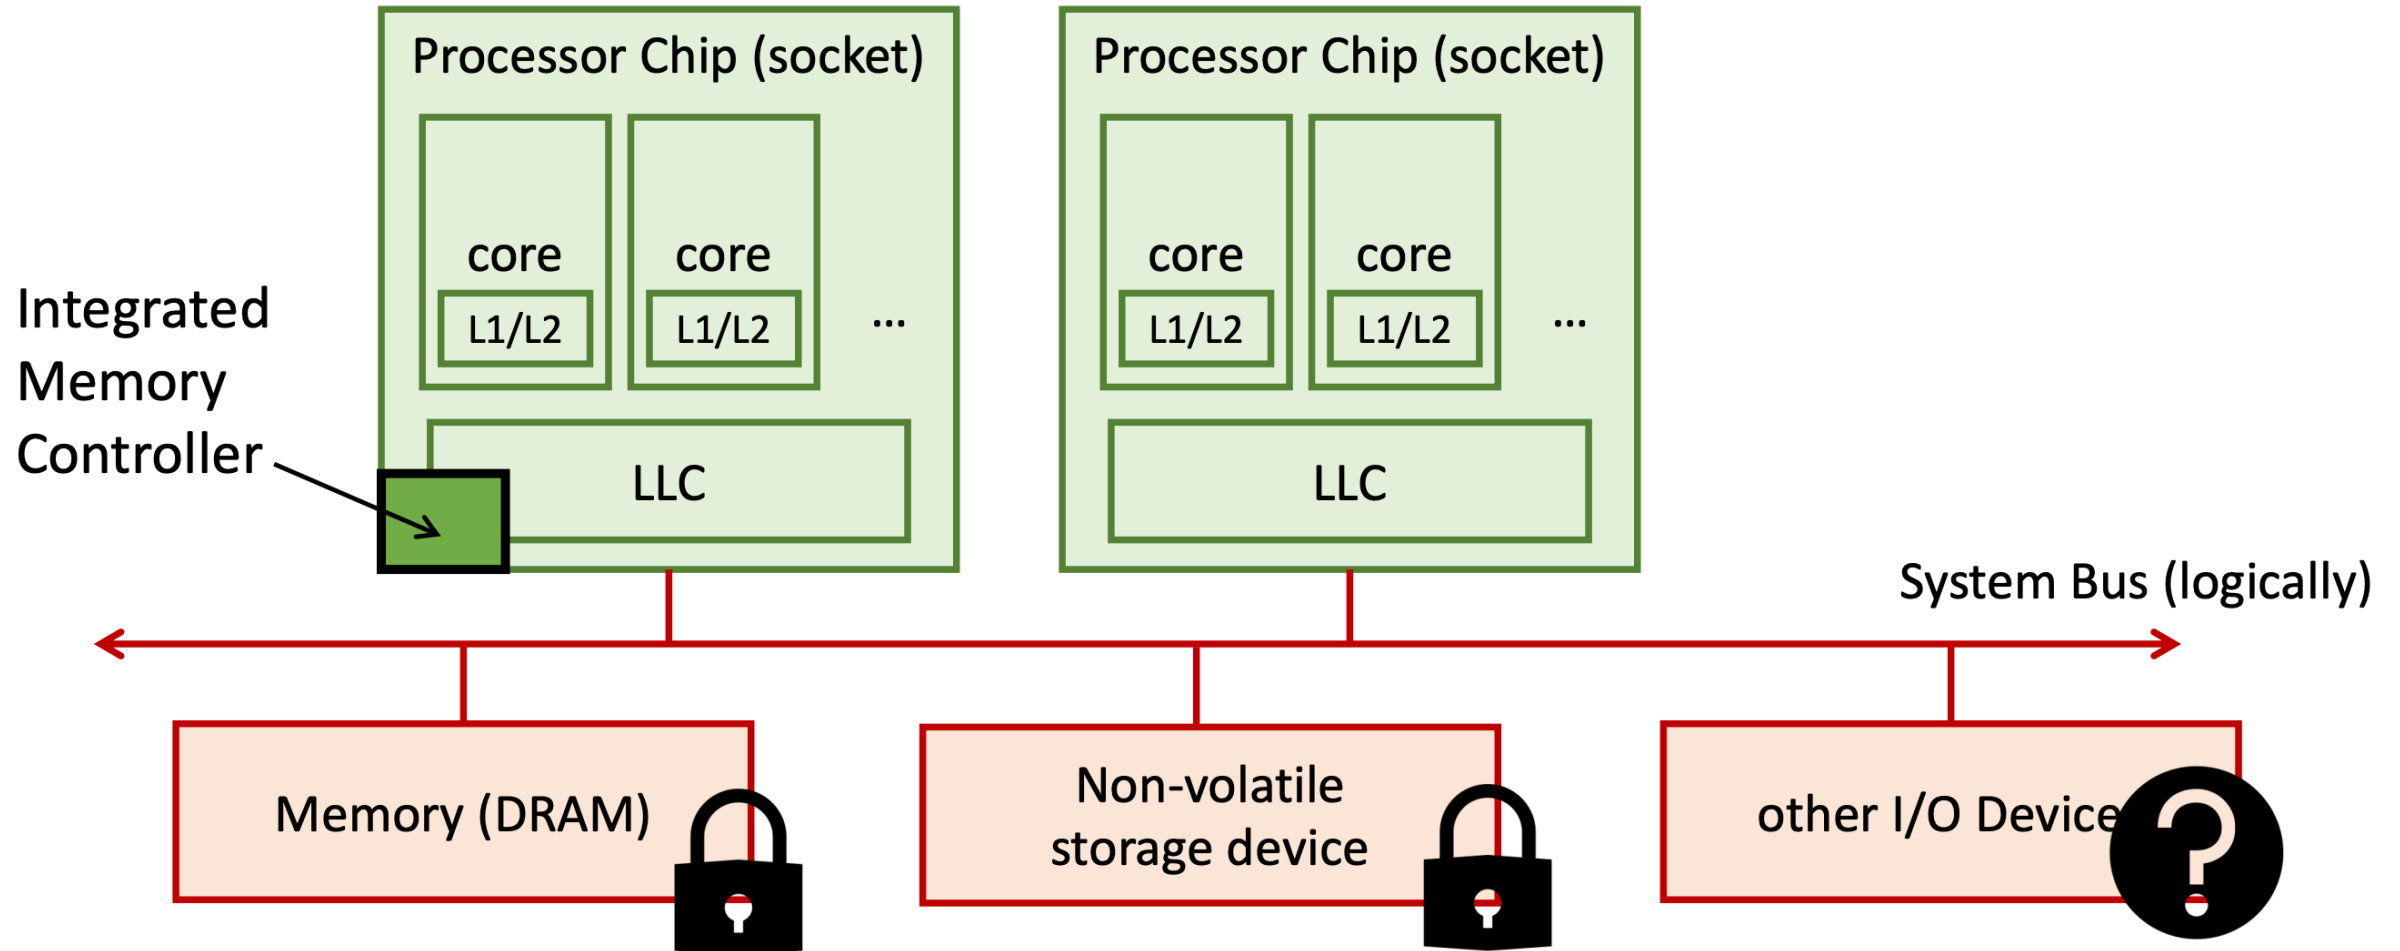 Processor Chip (socket)
core
L1/L2
core
L1/L2
...
LLC
Processor Chip (socket)
core
L1/L2
core
L1/L2
...
LLC
Integrated
Memory
Controller
System Bus (logically)
Memory (DRAM)
Non-volatile
storage device
other I/O Device
?